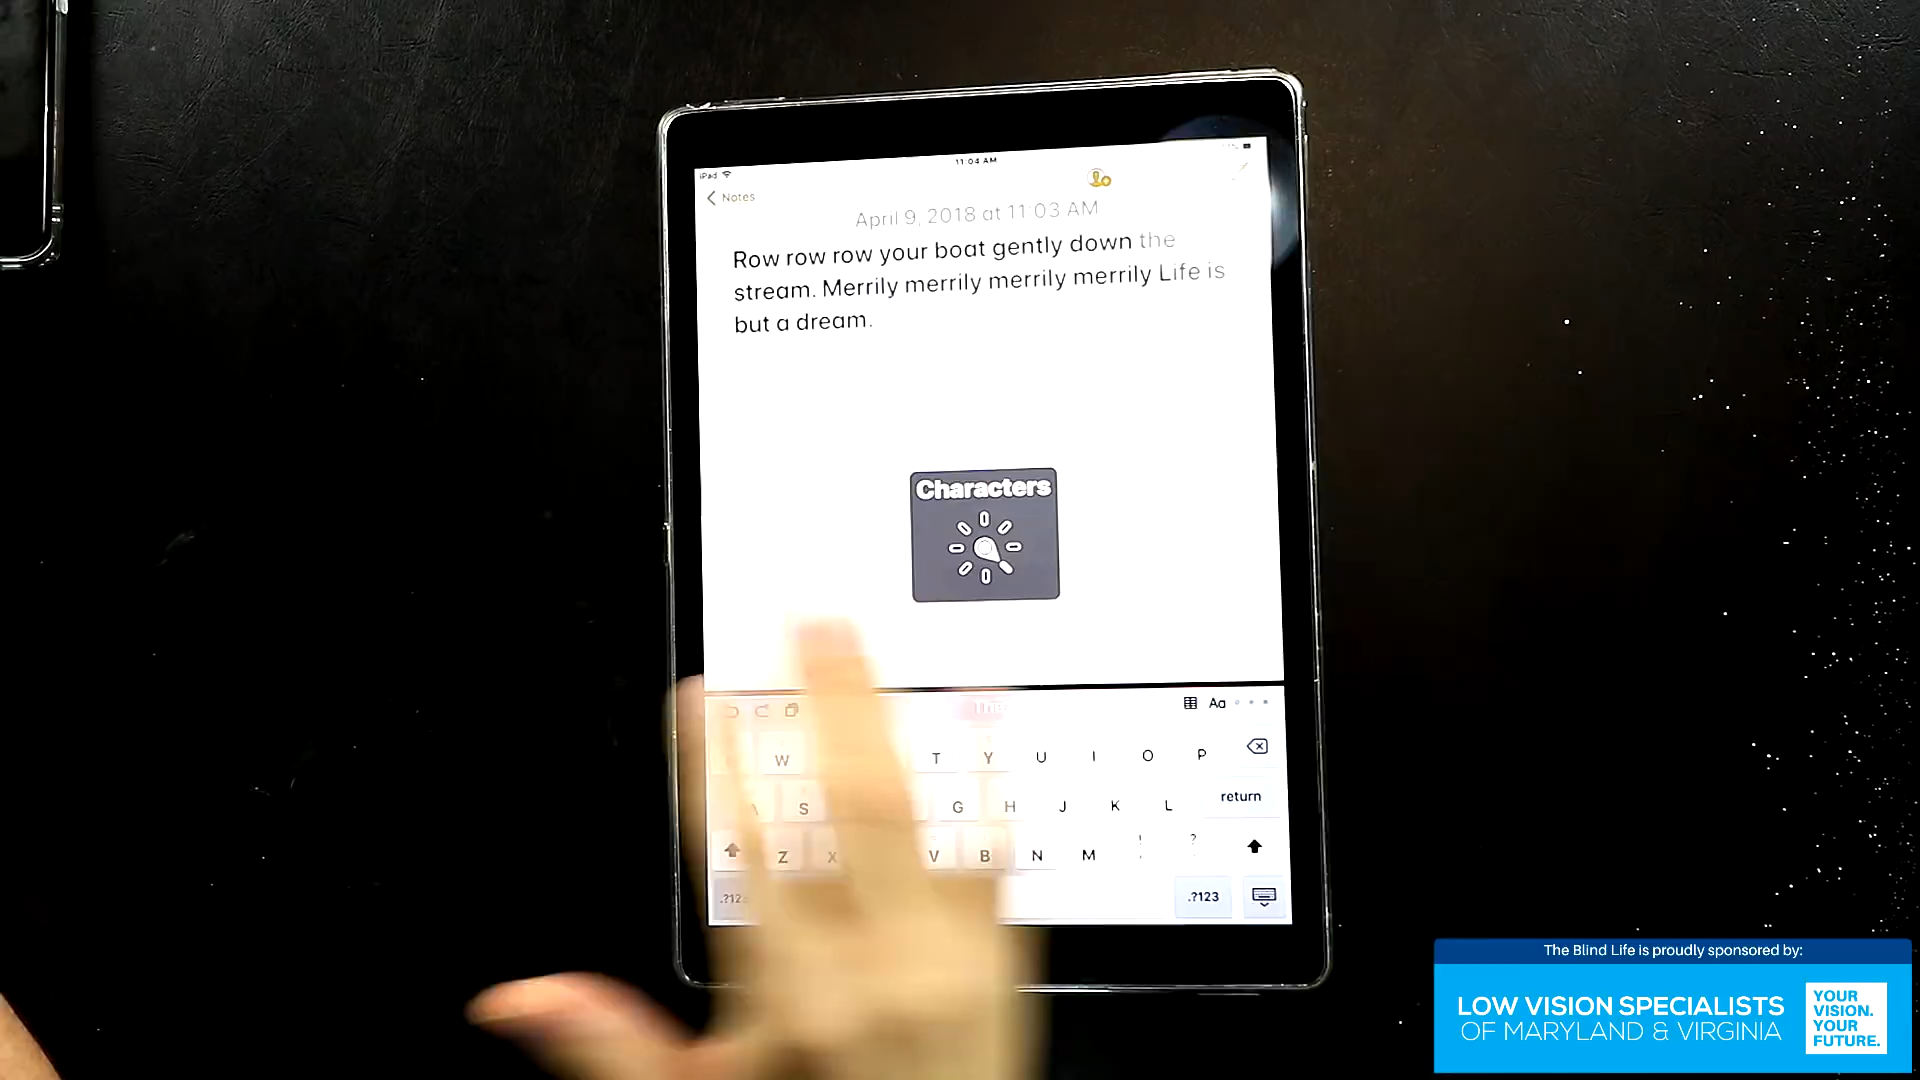 11:04 AM
iPad
Notes
April 9, 2018 at 11:03 AM
Row row row your boat gently down the
stream. Merrily merrily merrily merrily Life is
but a dream.
Characters
The
Aa
W T Y U I O P
S G H J K L return
Z X V B N M ! ?
.?123 .?123
The Blind Life is proudly sponsored by:
LOW VISION SPECIALISTS
OF MARYLAND & VIRGINIA
YOUR
VISION.
YOUR
FUTURE.